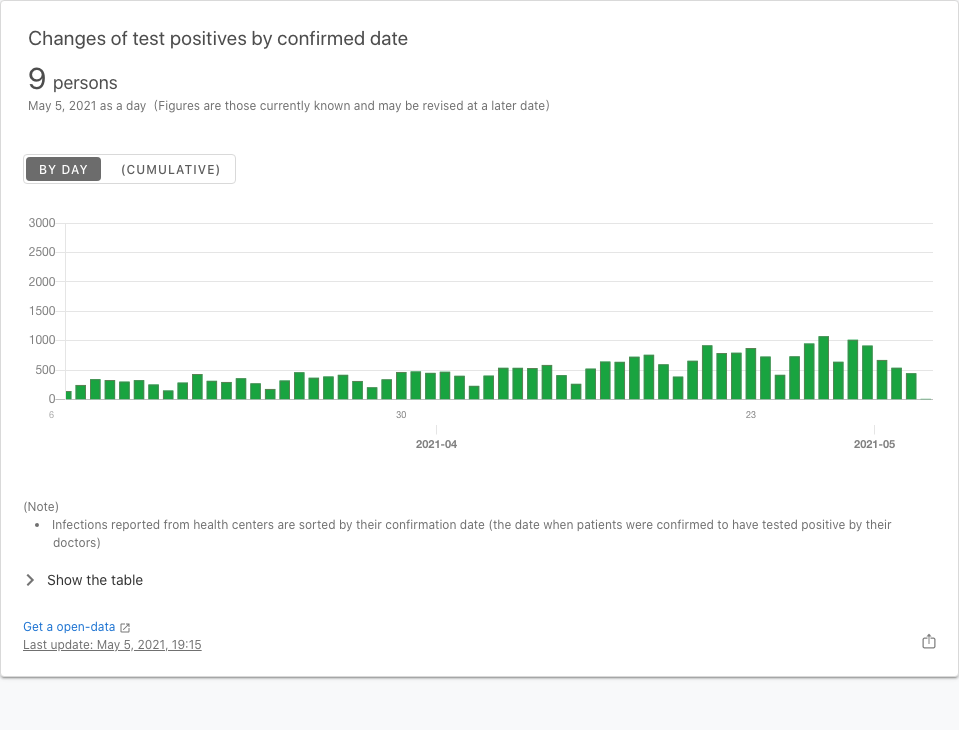 Changes of test positives by confirmed date
9 persons
May 5, 2021 as a day (Figures are those currently known and may be revised at a later date)
BY DAY (CUMULATIVE)
3000
2500
2000
1500
1000
500
0
6 30 23
2021-04 2021-05
(Note)
• Infections reported from health centers are sorted by their confirmation date (the date when patients were confirmed to have tested positive by their
doctors)
Show the table
Get a open-data
Last update: May 5, 2021, 19:15